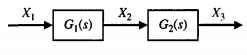 X₁ G₁(s) X₂ G₂(s) X₃